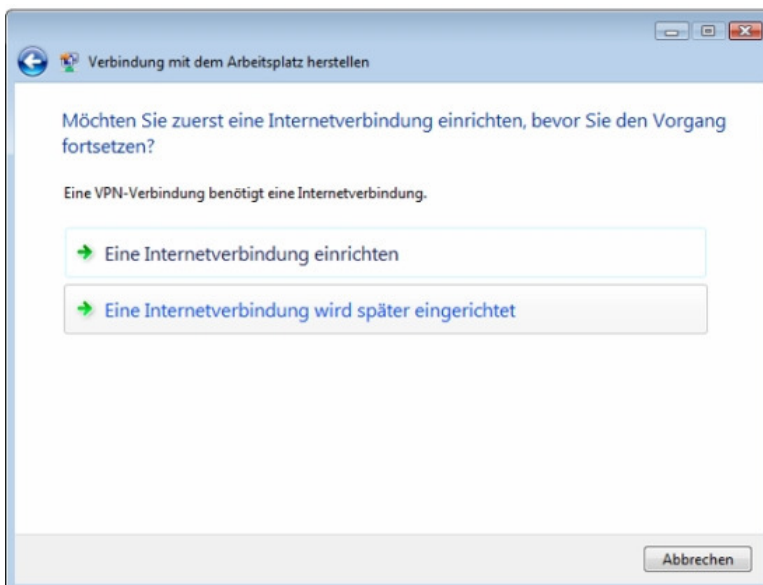 Verbindung mit dem Arbeitsplatz herstellen
Möchten Sie zuerst eine Internetverbindung einrichten, bevor Sie den Vorgang
fortsetzen?
Eine VPN-Verbindung benötigt eine Internetverbindung.
Eine Internetverbindung einrichten
Eine Internetverbindung wird später eingerichtet
Abbrechen